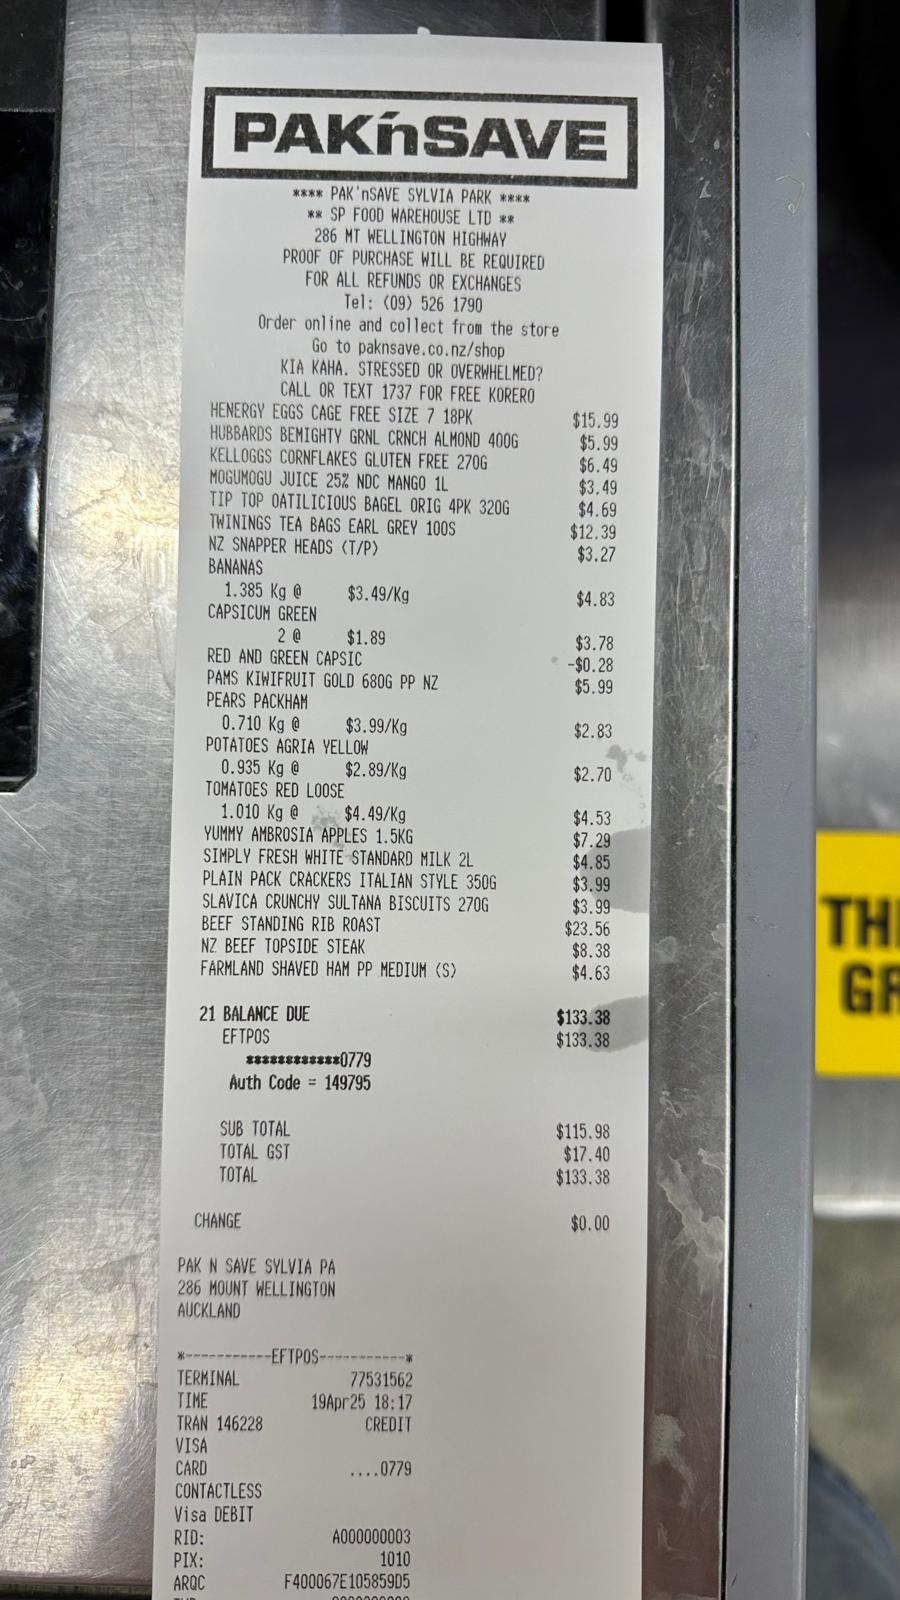 PAK'nSAVE
**** PAK'nSAVE SYLVIA PARK ****
** SP FOOD WAREHOUSE LTD **
286 MT WELLINGTON HIGHWAY
PROOF OF PURCHASE WILL BE REQUIRED
FOR ALL REFUNDS OR EXCHANGES
Tel: (09) 526 1790
Order online and collect from the store
Go to paknsave.co.nz/shop
KIA KAHA. STRESSED OR OVERWHELMED?
CALL OR TEXT 1737 FOR FREE KORERO
HENERGY EGGS CAGE FREE SIZE 7 18PK $15.99
HUBBARDS BEMIGHTY GRNL CRNCH ALMOND 400G $5.99
KELLOGGS CORNFLAKES GLUTEN FREE 270G $6.49
MOGUMOGU JUICE 25% NDC MANGO 1L $3.49
TIP TOP OATILICIOUS BAGEL ORIG 4PK 320G $4.69
TWININGS TEA BAGS EARL GREY 100S $12.39
NZ SNAPPER HEADS (T/P) $3.27
BANANAS
1.385 Kg @ $3.49/Kg $4.83
CAPSICUM GREEN
2 @ $1.89 $3.78
RED AND GREEN CAPSIC -$0.28
PAMS KIWIFRUIT GOLD 680G PP NZ $5.99
PEARS PACKHAM
0.710 Kg @ $3.99/Kg $2.83
POTATOES AGRIA YELLOW
0.935 Kg @ $2.89/Kg $2.70
TOMATOES RED LOOSE
1.010 Kg @ $4.49/Kg $4.53
YUMMY AMBROSIA APPLES 1.5KG $7.29
SIMPLY FRESH WHITE STANDARD MILK 2L $4.85
PLAIN PACK CRACKERS ITALIAN STYLE 350G $3.99
SLAVICA CRUNCHY SULTANA BISCUITS 270G $3.99
BEEF STANDING RIB ROAST $23.56
NZ BEEF TOPSIDE STEAK $8.38
FARMLAND SHAVED HAM PP MEDIUM (S) $4.63
21 BALANCE DUE $133.38
EFTPOS $133.38
************0779
Auth Code = 149795
SUB TOTAL $115.98
TOTAL GST $17.40
TOTAL $133.38
CHANGE $0.00
PAK N SAVE SYLVIA PA
286 MOUNT WELLINGTON
AUCKLAND
*-----------EFTPOS-----------*
TERMINAL 77531562
TIME 19Apr25 18:17
TRAN 146228 CREDIT
VISA
CARD ....0779
CONTACTLESS
Visa DEBIT
RID: A000000003
PIX: 1010
ARQC F400067E105859D5